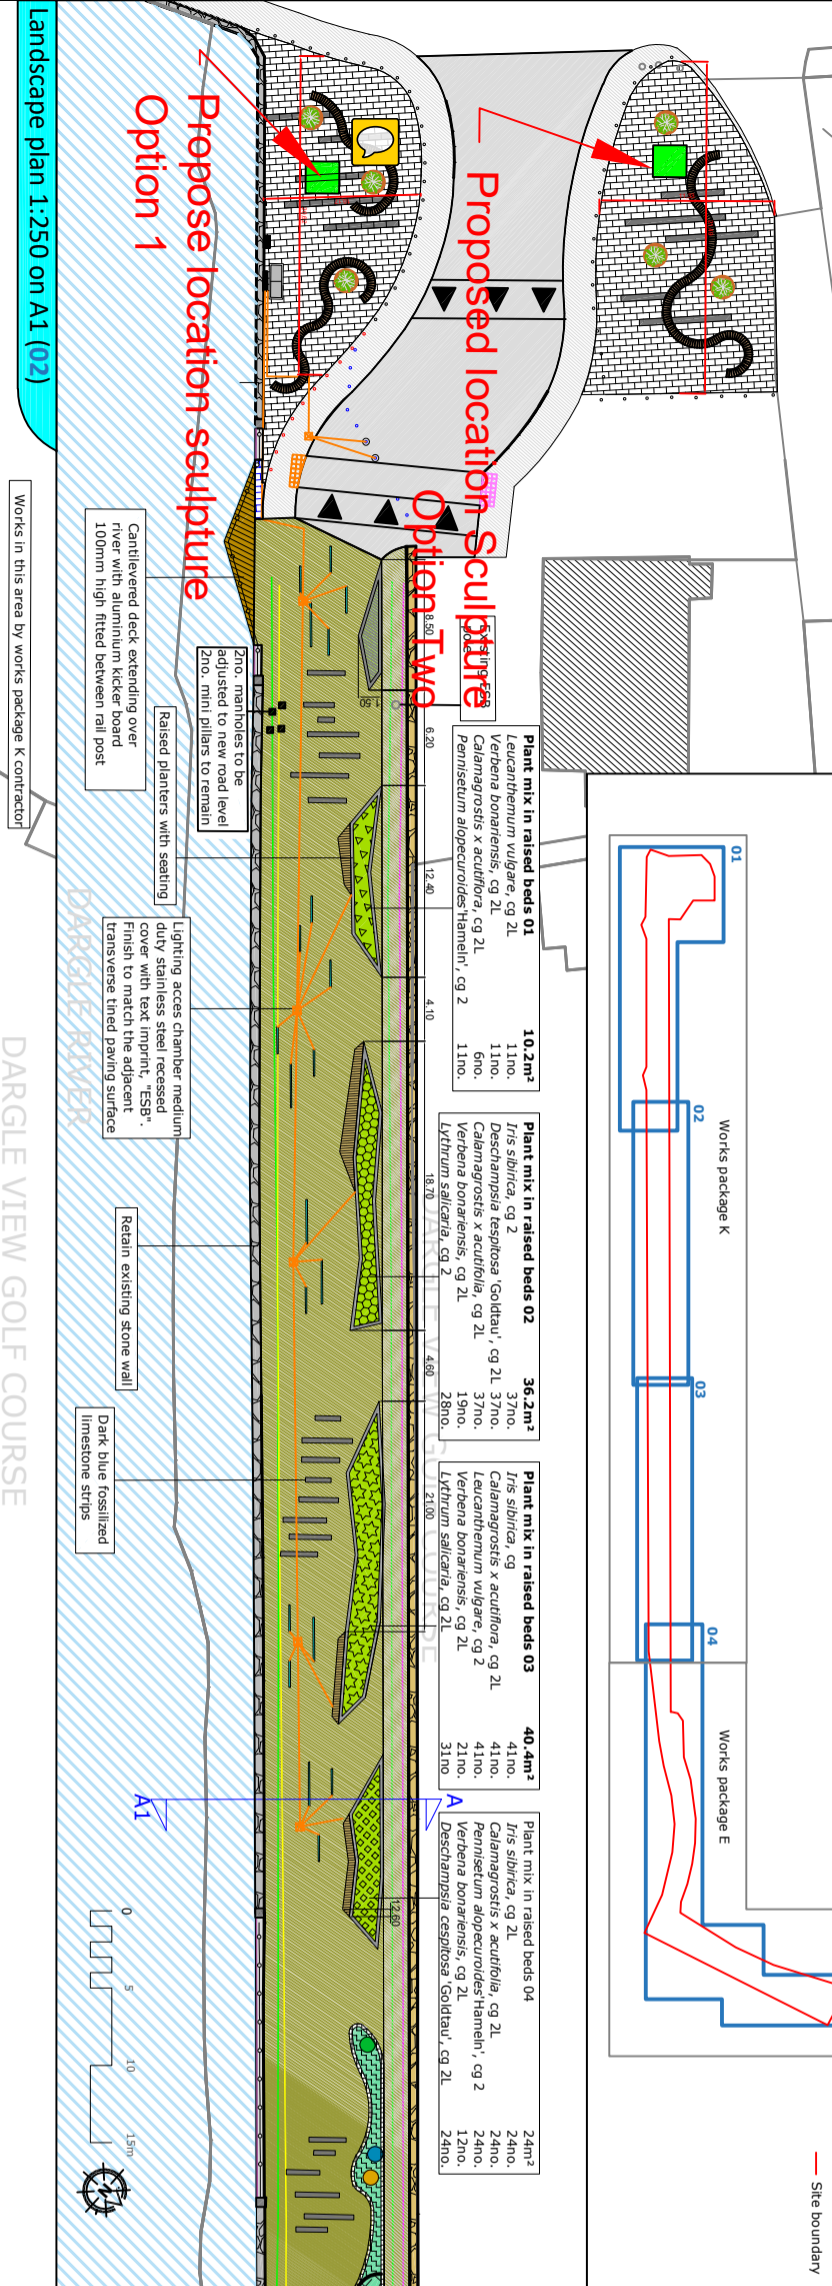 Landscape plan 1:250 on A1 (02)
Works in this area by works package K contractor
Propose location sculpture
Option 1
Proposed location Sculpture
Option Two
Cantilevered deck extending over
river with aluminium kicker board
100mm high fitted between rail post
2no. manholes to be
adjusted to new road level
2no. mini pillars to remain
Raised planters with seating
Lighting acces chamber medium
duty stainless steel recessed
cover with text imprint, "ESB".
Finish to match the adjacent
transverse tined paving surface
Retain existing stone wall
Dark blue fossilized
limestone strips
DARGLE RIVER
DARGLE VIEW GOLF COURSE
DARGLE VIEW GOLF COURSE
Existing ESB
pole
8.50
1.50
6.20
12.40
4.10
18.70
4.60
21.00
12.60
Plant mix in raised beds 01 10.2m²
Leucanthemum vulgare, cg 2L 11no.
Verbena bonariensis, cg 2L 11no.
Calamagrostis x acutiflora, cg 2L 6no.
Pennisetum alopecuroides'Hameln', cg 2 11no.
Plant mix in raised beds 02 36.2m²
Iris sibirica, cg 2 37no.
Deschampsia tespitosa 'Goldtau', cg 2L 37no.
Calamagrostis x acutifolia, cg 2L 37no.
Verbena bonariensis, cg 2L 19no.
Lythrum salicaria, cg 2 28no.
Plant mix in raised beds 03 40.4m²
Iris sibirica, cg 41no.
Calamagrostis x acutiflora, cg 2L 41no.
Leucanthemum vulgare, cg 2 41no.
Verbena bonariensis, cg 2L 21no.
Lythrum salicaria, cg 2L 31no
Plant mix in raised beds 04 24m²
Iris sibirica, cg 2L 24no.
Calamagrostis x acutifolia, cg 2L 24no.
Pennisetum alopecuroides'Hameln', cg 2 24no.
Verbena bonariensis, cg 2L 12no.
Deschampsia cespitosa 'Goldtau', cg 2L 24no.
A
A1
0 5 10 15m
01
02
03
04
Works package K
Works package E
Site boundary